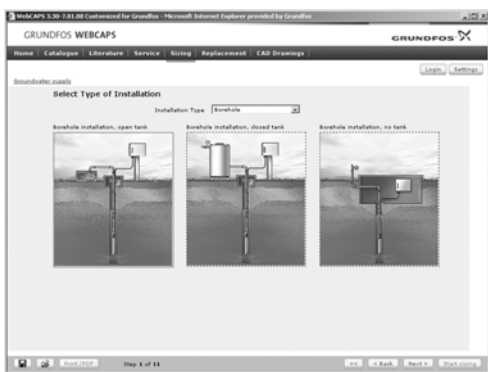 WebCAPS 3.30-7.01.08 Customized for Grundfos - Microsoft Internet Explorer provided by Grundfos
GRUNDFOS WEBCAPS
GRUNDFOS
Home Catalogue Literature Service Sizing Replacement CAD Drawings
Login Settings
Groundwater supply
Select Type of Installation
Installation Type Borehole
Borehole installation, open tank Borehole installation, closed tank Borehole installation, no tank
Print/PDF Step 1 of 11 << < Back Next > Start sizing